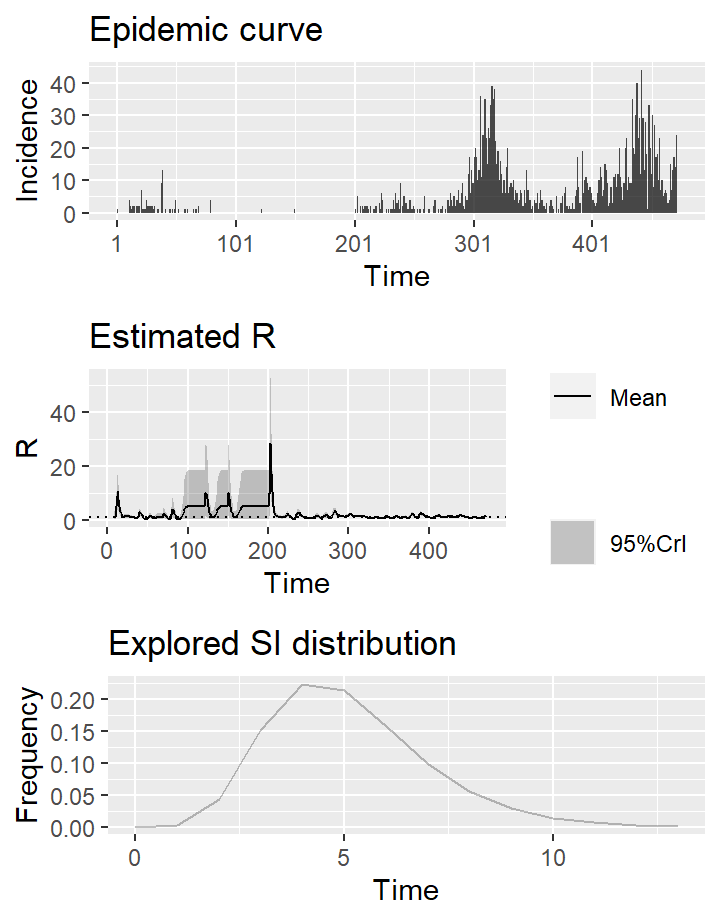 Epidemic curve
Incidence
40
30
20
10
0
1 101 201 301 401
Time
Estimated R
R
40
20
0
0 100 200 300 400
Time
Mean
95%CrI
Explored SI distribution
Frequency
0.20
0.15
0.10
0.05
0.00
0 5 10
Time